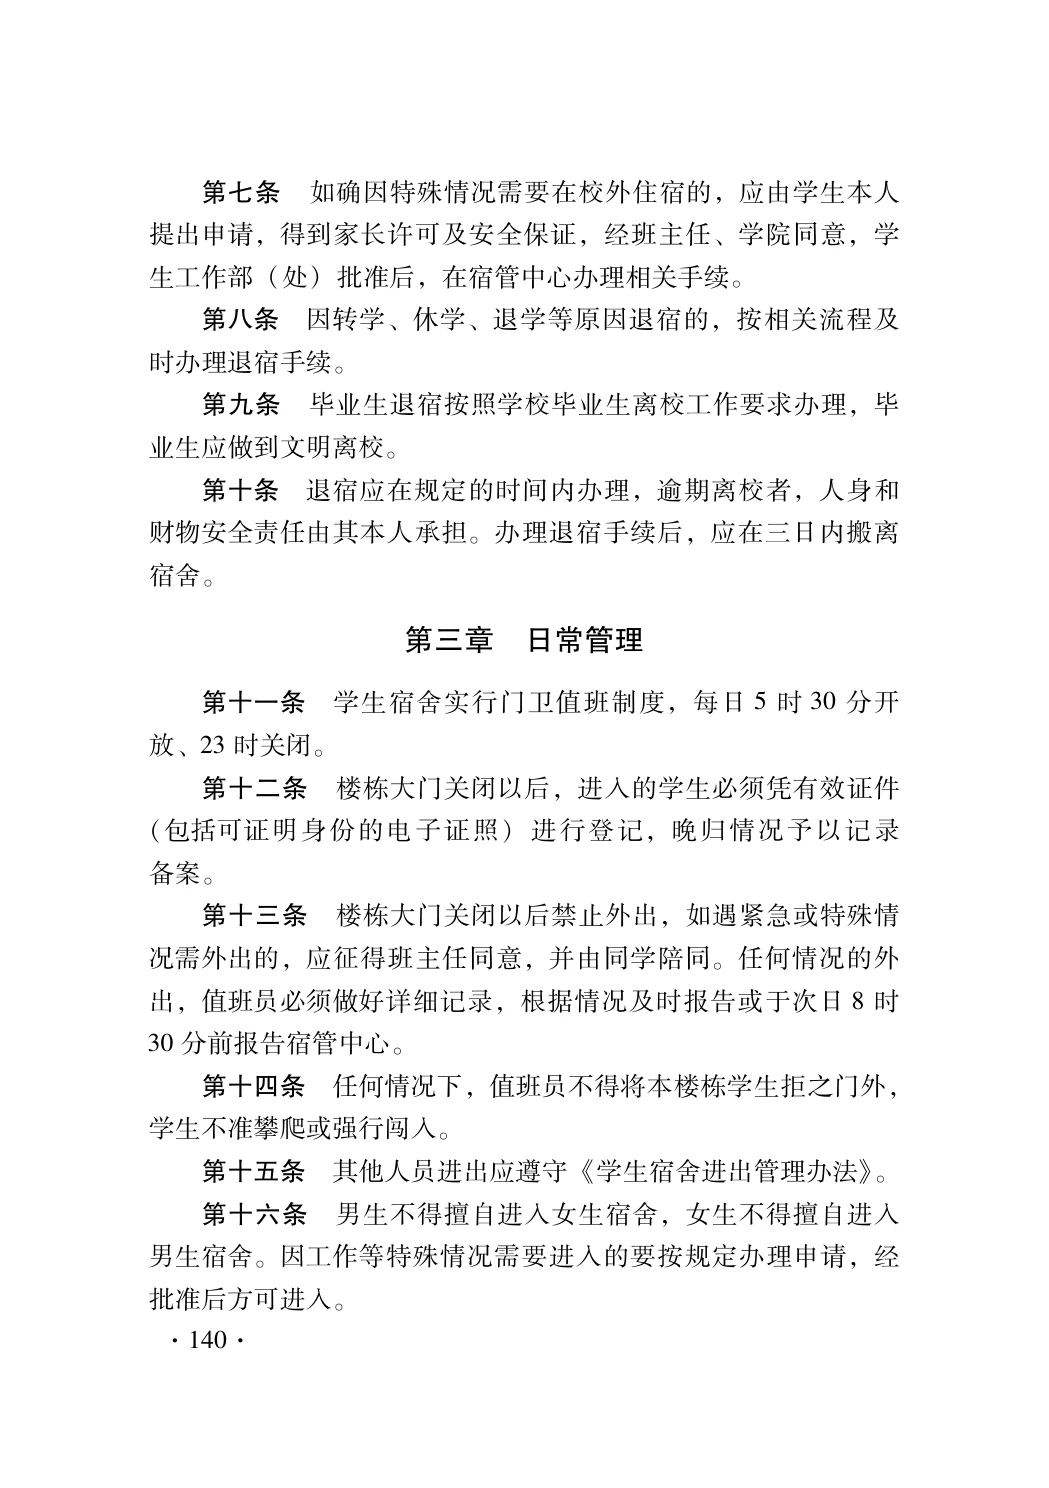 第七条　如确因特殊情况需要在校外住宿的，应由学生本人
提出申请，得到家长许可及安全保证，经班主任、学院同意，学
生工作部（处）批准后，在宿管中心办理相关手续。
第八条　因转学、休学、退学等原因退宿的，按相关流程及
时办理退宿手续。
第九条　毕业生退宿按照学校毕业生离校工作要求办理，毕
业生应做到文明离校。
第十条　退宿应在规定的时间内办理，逾期离校者，人身和
财物安全责任由其本人承担。办理退宿手续后，应在三日内搬离
宿舍。
第三章　日常管理
第十一条　学生宿舍实行门卫值班制度，每日 5 时 30 分开
放、23 时关闭。
第十二条　楼栋大门关闭以后，进入的学生必须凭有效证件
(包括可证明身份的电子证照）进行登记，晚归情况予以记录
备案。
第十三条　楼栋大门关闭以后禁止外出，如遇紧急或特殊情
况需外出的，应征得班主任同意，并由同学陪同。任何情况的外
出，值班员必须做好详细记录，根据情况及时报告或于次日 8 时
30 分前报告宿管中心。
第十四条　任何情况下，值班员不得将本楼栋学生拒之门外，
学生不准攀爬或强行闯入。
第十五条　其他人员进出应遵守《学生宿舍进出管理办法》。
第十六条　男生不得擅自进入女生宿舍，女生不得擅自进入
男生宿舍。因工作等特殊情况需要进入的要按规定办理申请，经
批准后方可进入。
· 140 ·